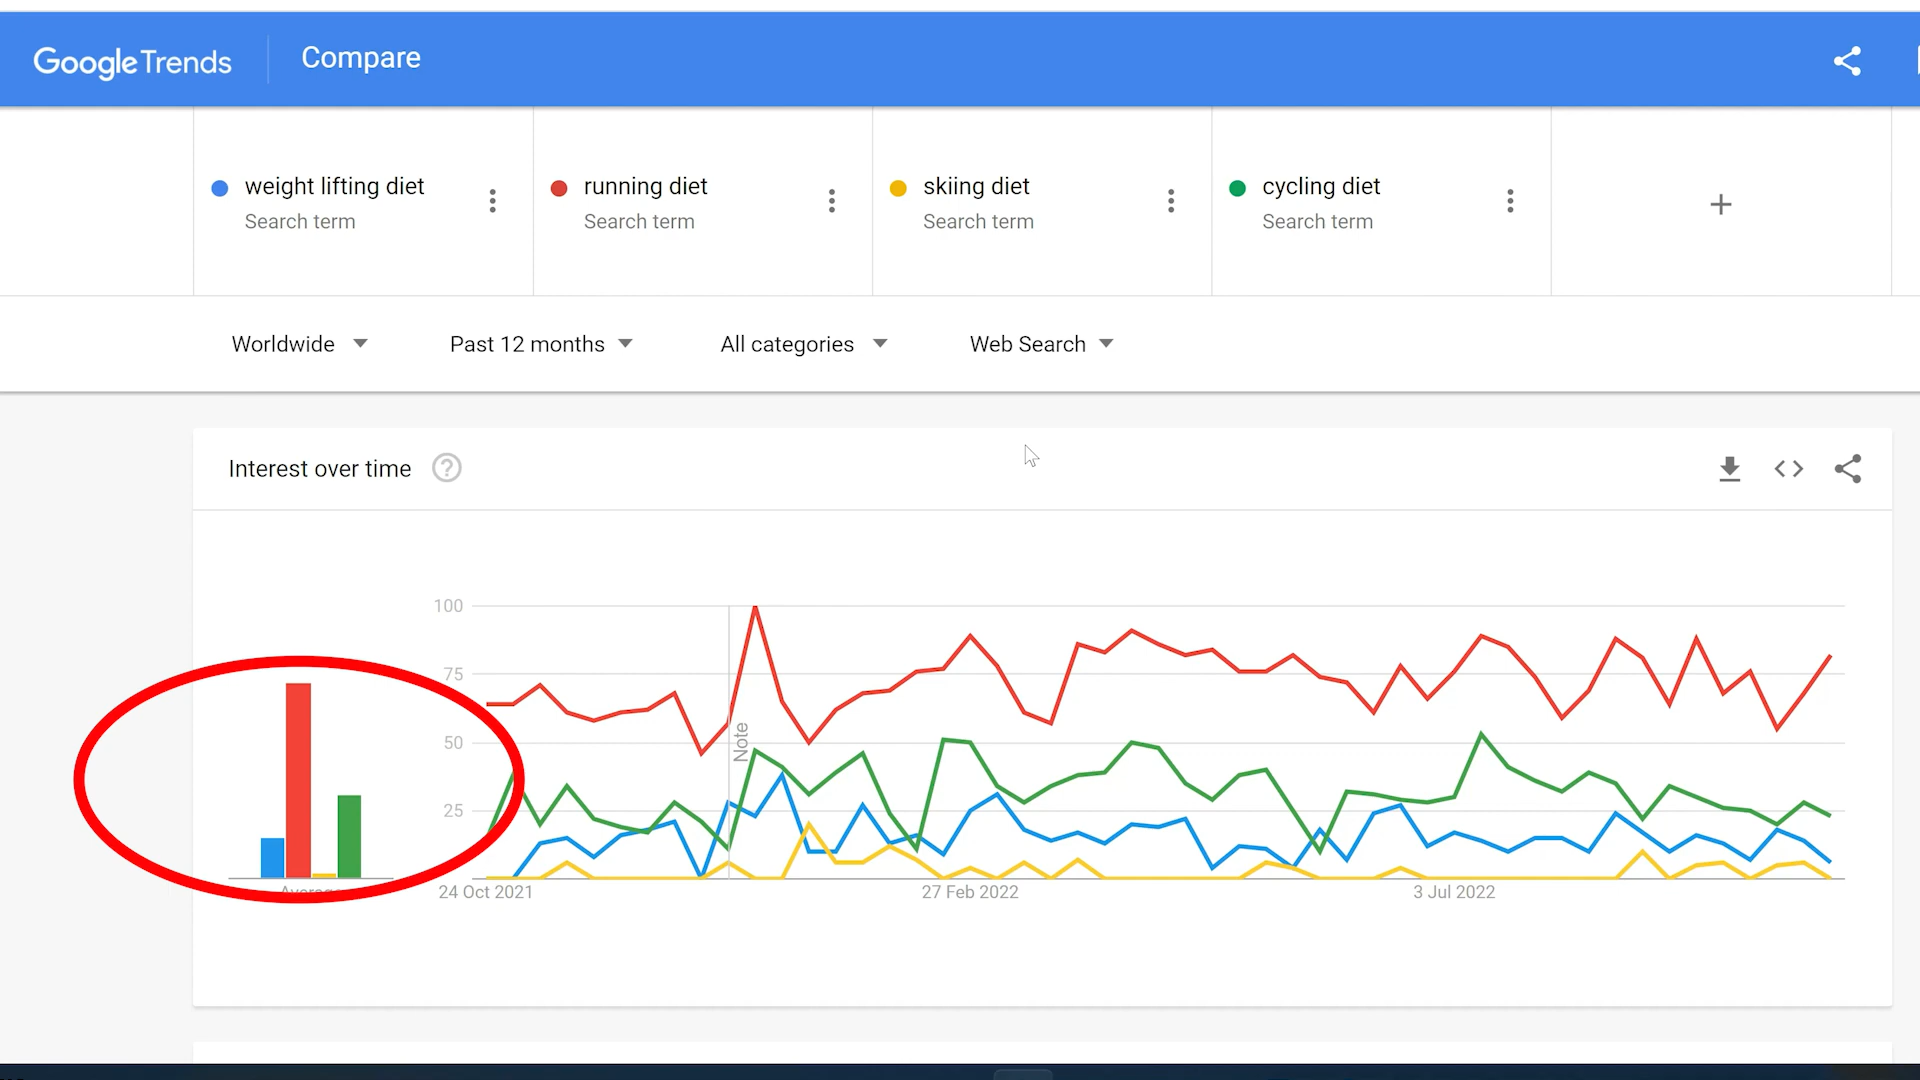 Google Trends Compare
weight lifting diet
Search term
running diet
Search term
skiing diet
Search term
cycling diet
Search term
+
Worldwide Past 12 months All categories Web Search
Interest over time ?
100
75
50
25
Note
Average
24 Oct 2021 27 Feb 2022 3 Jul 2022